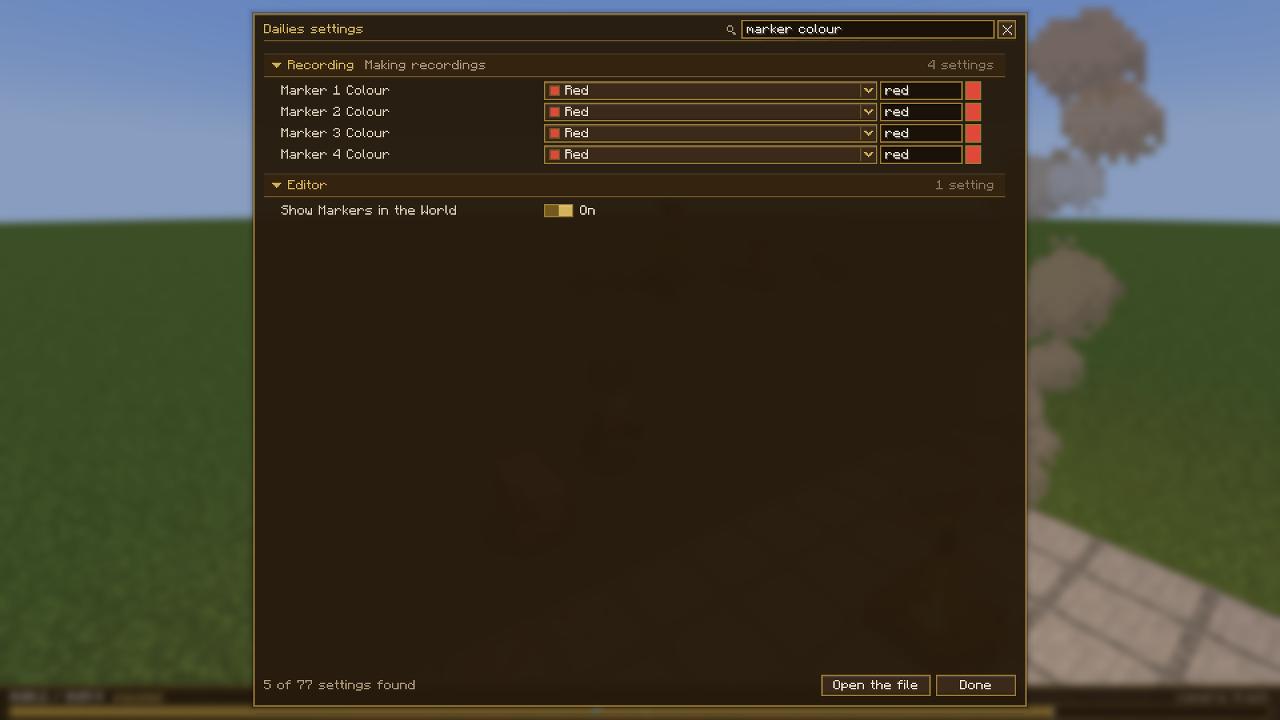 Dailies settings
marker colour
Recording Making recordings 4 settings
Marker 1 Colour Red red
Marker 2 Colour Red red
Marker 3 Colour Red red
Marker 4 Colour Red red
Editor 1 setting
Show Markers in the World On
5 of 77 settings found Open the file Done